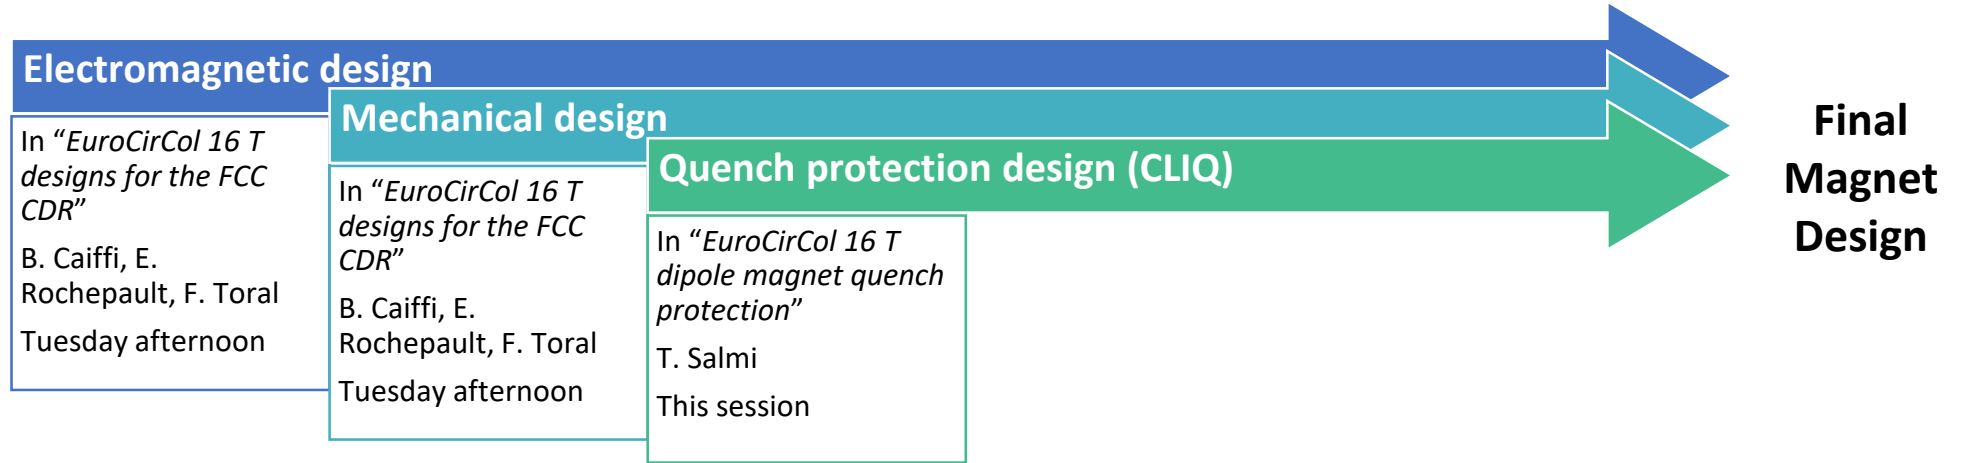 Electromagnetic design
In “EuroCirCol 16 T
designs for the FCC
CDR”
B. Caiffi, E.
Rochepault, F. Toral
Tuesday afternoon
Mechanical design
In “EuroCirCol 16 T
designs for the FCC
CDR”
B. Caiffi, E.
Rochepault, F. Toral
Tuesday afternoon
Quench protection design (CLIQ)
In “EuroCirCol 16 T
dipole magnet quench
protection”
T. Salmi
This session
Final
Magnet
Design